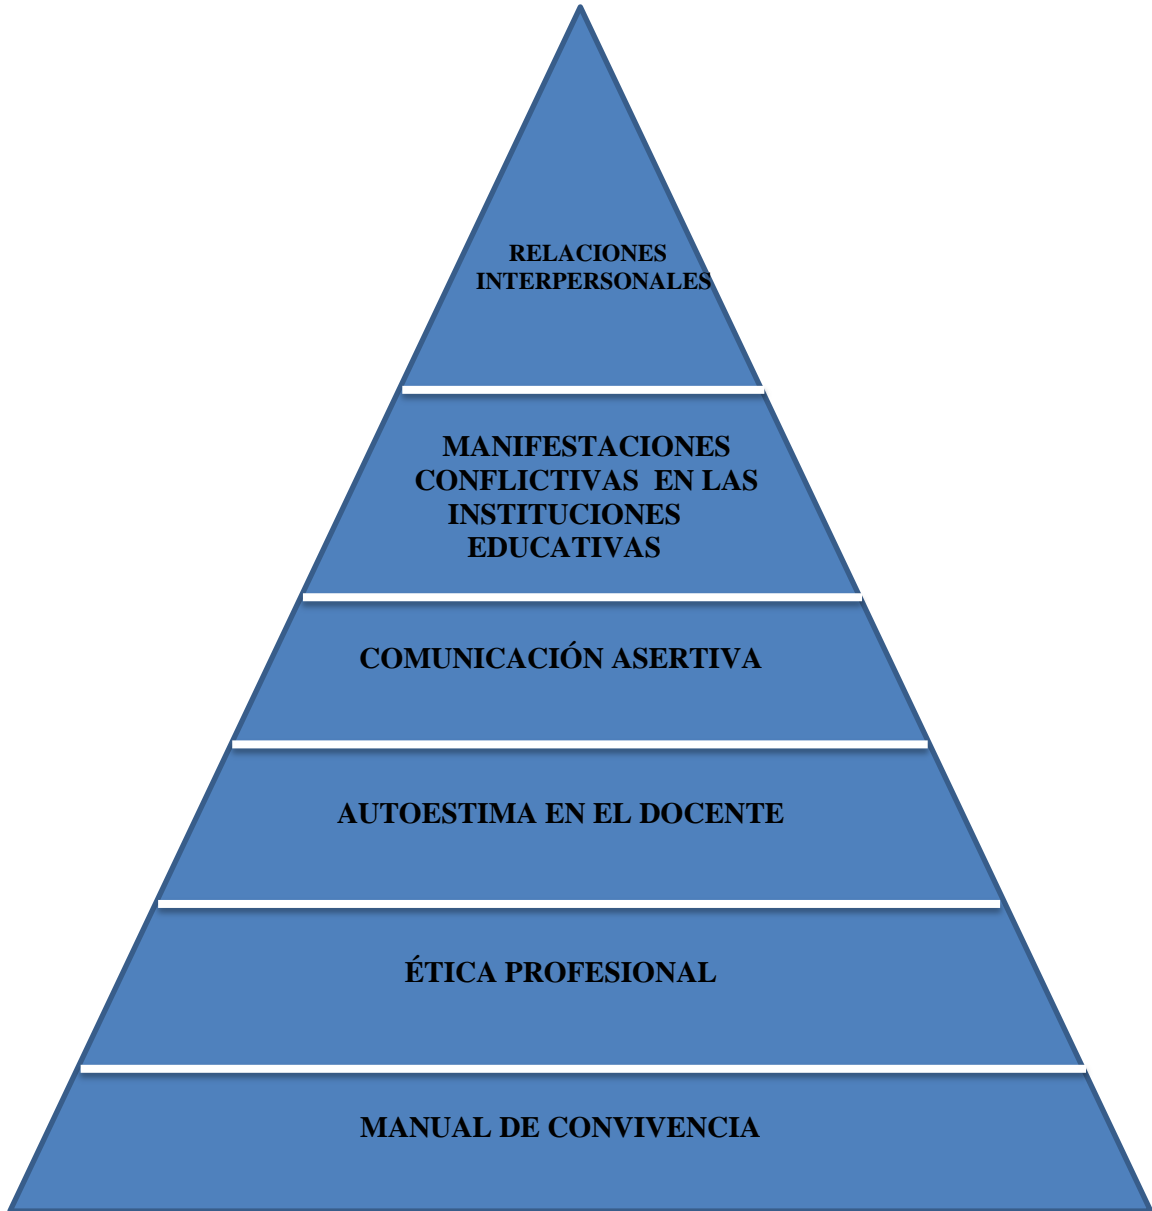 RELACIONES
INTERPERSONALES
MANIFESTACIONES
CONFLICTIVAS EN LAS
INSTITUCIONES
EDUCATIVAS
COMUNICACIÓN ASERTIVA
AUTOESTIMA EN EL DOCENTE
ÉTICA PROFESIONAL
MANUAL DE CONVIVENCIA